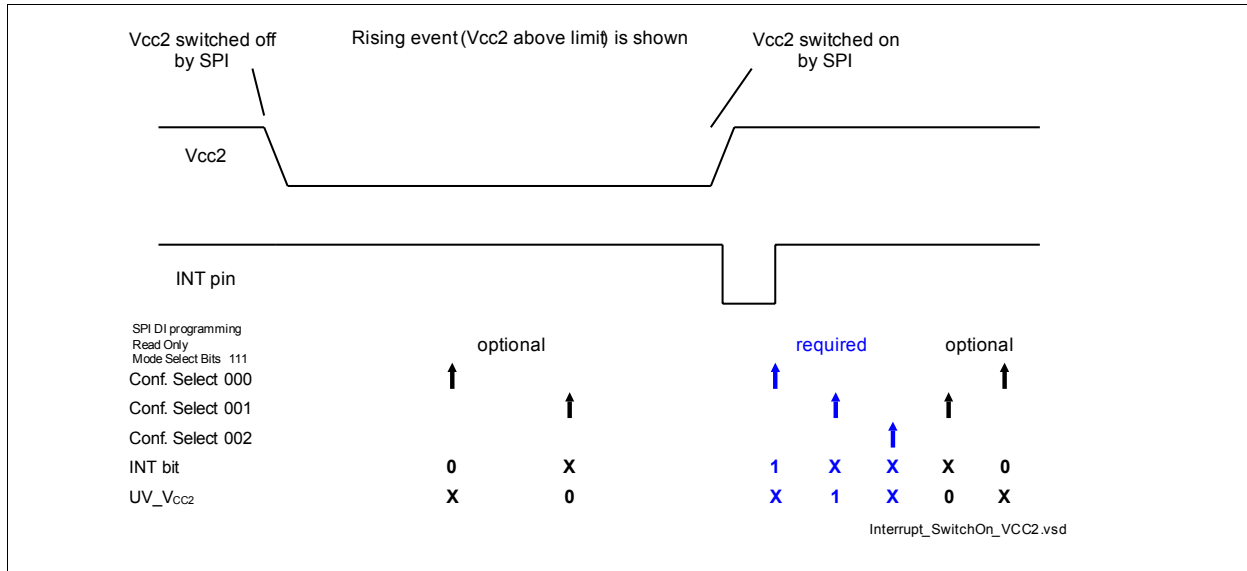 Vcc2 switched off
by SPI
Rising event (Vcc2 above limit) is shown
Vcc2 switched on
by SPI
Vcc2
INT pin
SPI DI programming
Read Only
Mode Select Bits 111
optional required optional
Conf. Select 000
Conf. Select 001
Conf. Select 002
INT bit 0 X 1 X X X 0
UV_VCC2 X 0 X 1 X 0 X
Interrupt_SwitchOn_VCC2.vsd